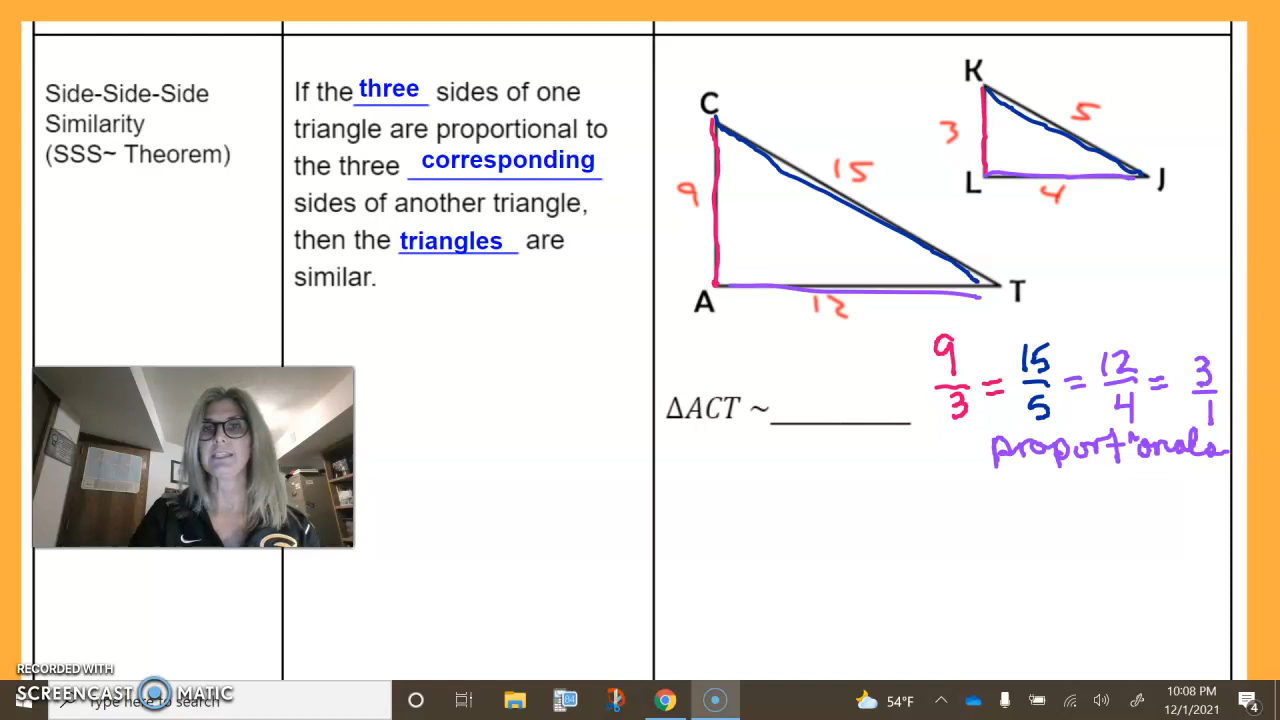 Side-Side-Side
Similarity
(SSS~ Theorem)
If the three sides of one
triangle are proportional to
the three corresponding
sides of another triangle,
then the triangles are
similar.
C
9
15
A
12
T
K
3
5
L
4
J
ΔACT ~ __________
9/3 = 15/5 = 12/4 = 3/1
proportionals
RECORDED WITH
SCREENCAST MATIC
Type here to search
84
54°F
10:08 PM
12/1/2021
4